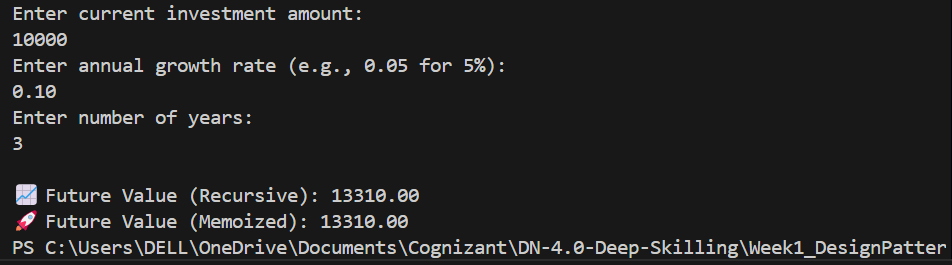 Enter current investment amount:
10000
Enter annual growth rate (e.g., 0.05 for 5%):
0.10
Enter number of years:
3
📈 Future Value (Recursive): 13310.00
🚀 Future Value (Memoized): 13310.00
PS C:\Users\DELL\OneDrive\Documents\Cognizant\DN-4.0-Deep-Skilling\Week1_DesignPatter